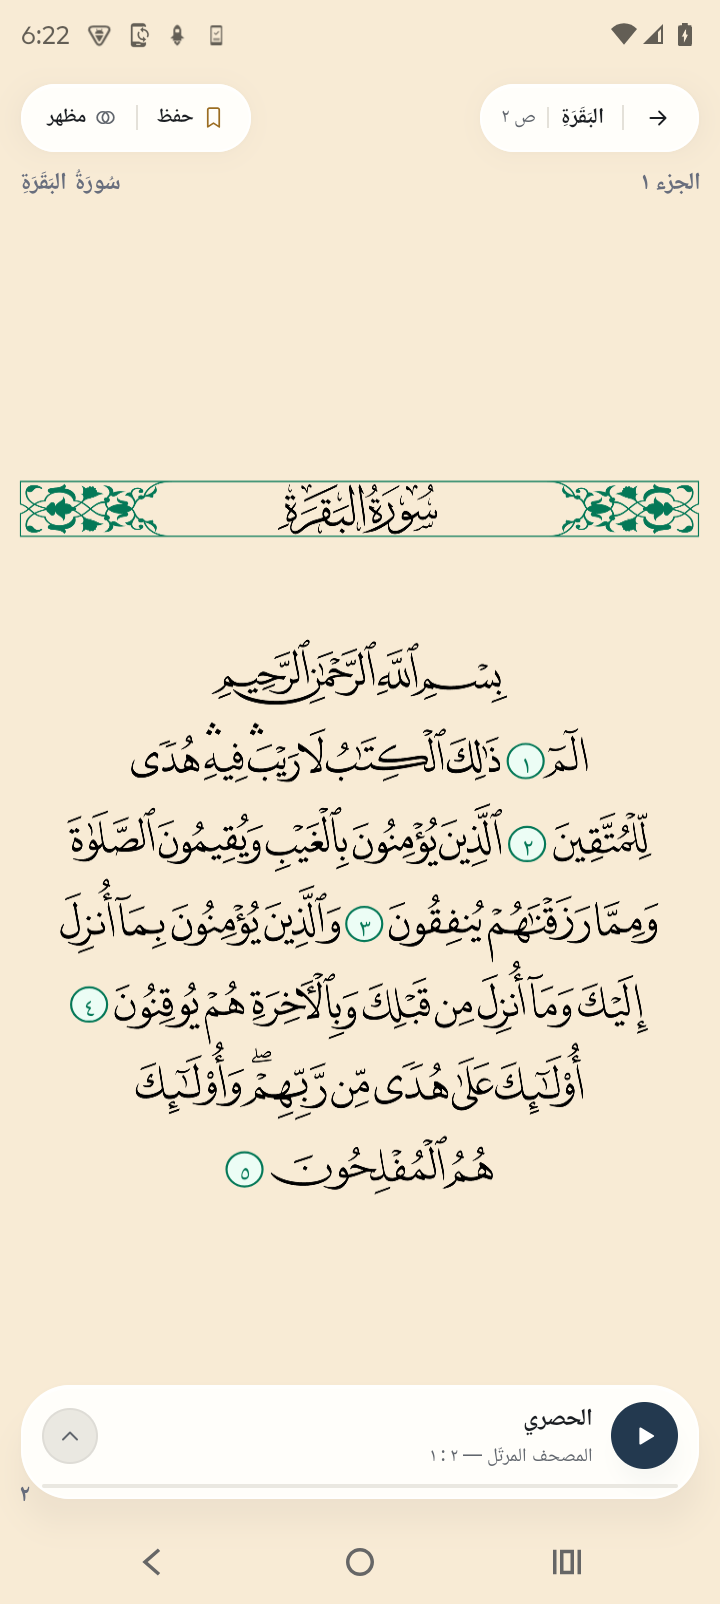 6:22
→ البَقَرَةِ ص ٢
حفظ مظهر
الجزء ١
سُورَةُ البَقَرَةِ
سُورَةُ البَقَرَةِ
بِسْمِ ٱللَّهِ ٱلرَّحْمَٰنِ ٱلرَّحِيمِ
الٓمٓ ١ ذَٰلِكَ ٱلْكِتَٰبُ لَا رَيْبَ ۛ فِيهِ ۛ هُدًى
لِّلْمُتَّقِينَ ٢ ٱلَّذِينَ يُؤْمِنُونَ بِٱلْغَيْبِ وَيُقِيمُونَ ٱلصَّلَوٰةَ
وَمِمَّا رَزَقْنَٰهُمْ يُنفِقُونَ ٣ وَٱلَّذِينَ يُؤْمِنُونَ بِمَآ أُنزِلَ
إِلَيْكَ وَمَآ أُنزِلَ مِن قَبْلِكَ وَبِٱلْءَاخِرَةِ هُمْ يُوقِنُونَ ٤
أُو۟لَٰٓئِكَ عَلَىٰ هُدًى مِّن رَّبِّهِمْ ۖ وَأُو۟لَٰٓئِكَ
هُمُ ٱلْمُفْلِحُونَ ٥
الحصري
المصحف المرتّل — ٢ : ١
٢